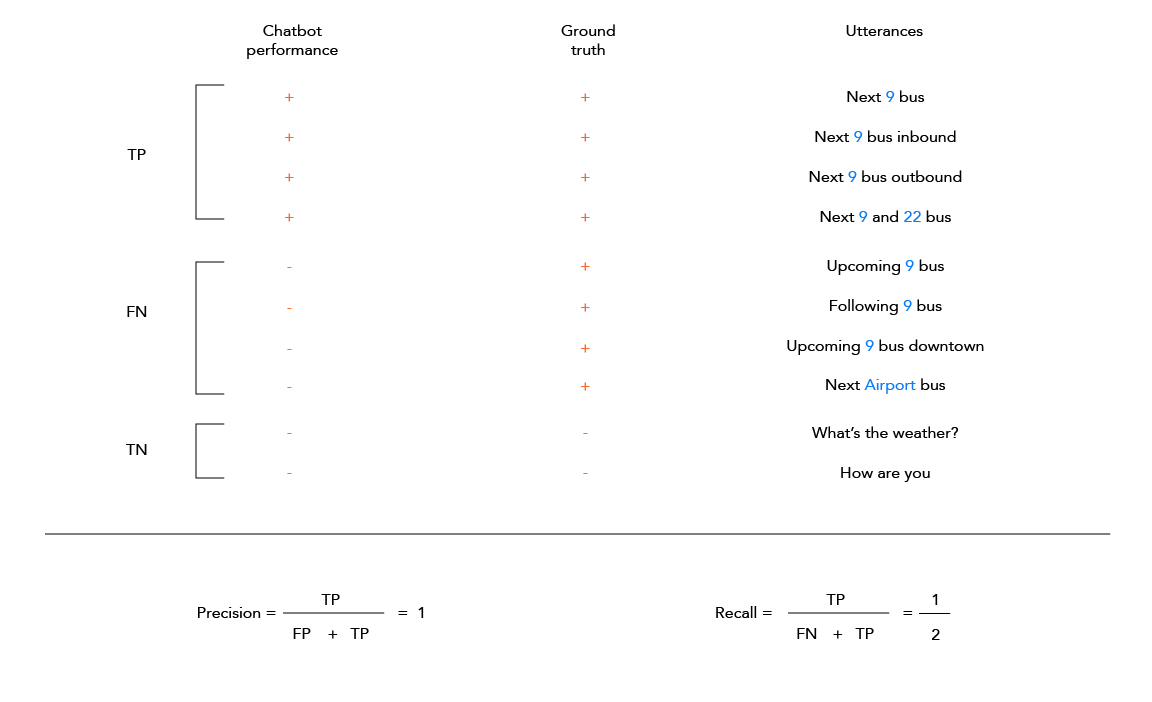 Chatbot performance
Ground truth
Utterances
TP
+ + Next 9 bus
+ + Next 9 bus inbound
+ + Next 9 bus outbound
+ + Next 9 and 22 bus
FN
- + Upcoming 9 bus
- + Following 9 bus
- + Upcoming 9 bus downtown
- + Next Airport bus
TN
- - What's the weather?
- - How are you
Precision = TP / FP + TP = 1
Recall = TP / FN + TP = 1 / 2